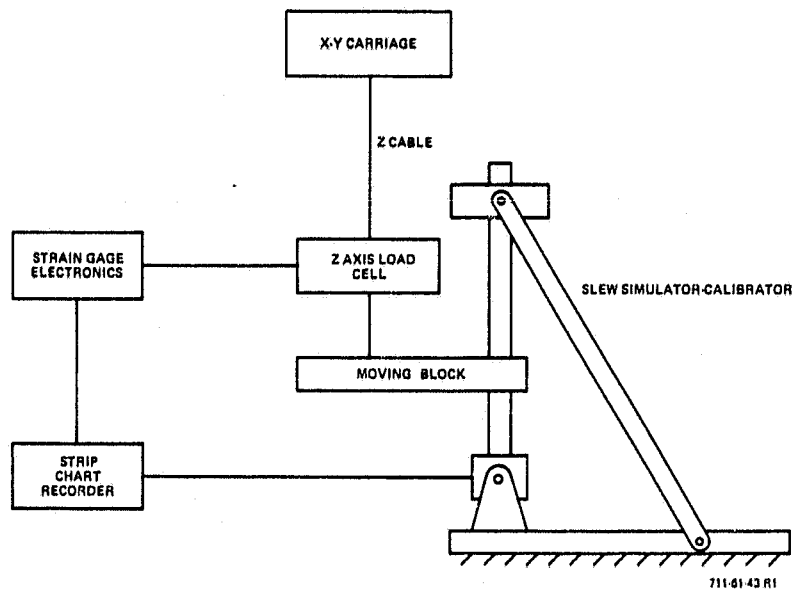 X-Y CARRIAGE
Z CABLE
STRAIN GAGE
ELECTRONICS
Z AXIS LOAD
CELL
SLEW SIMULATOR-CALIBRATOR
MOVING BLOCK
STRIP
CHART
RECORDER
711-61-43 R1